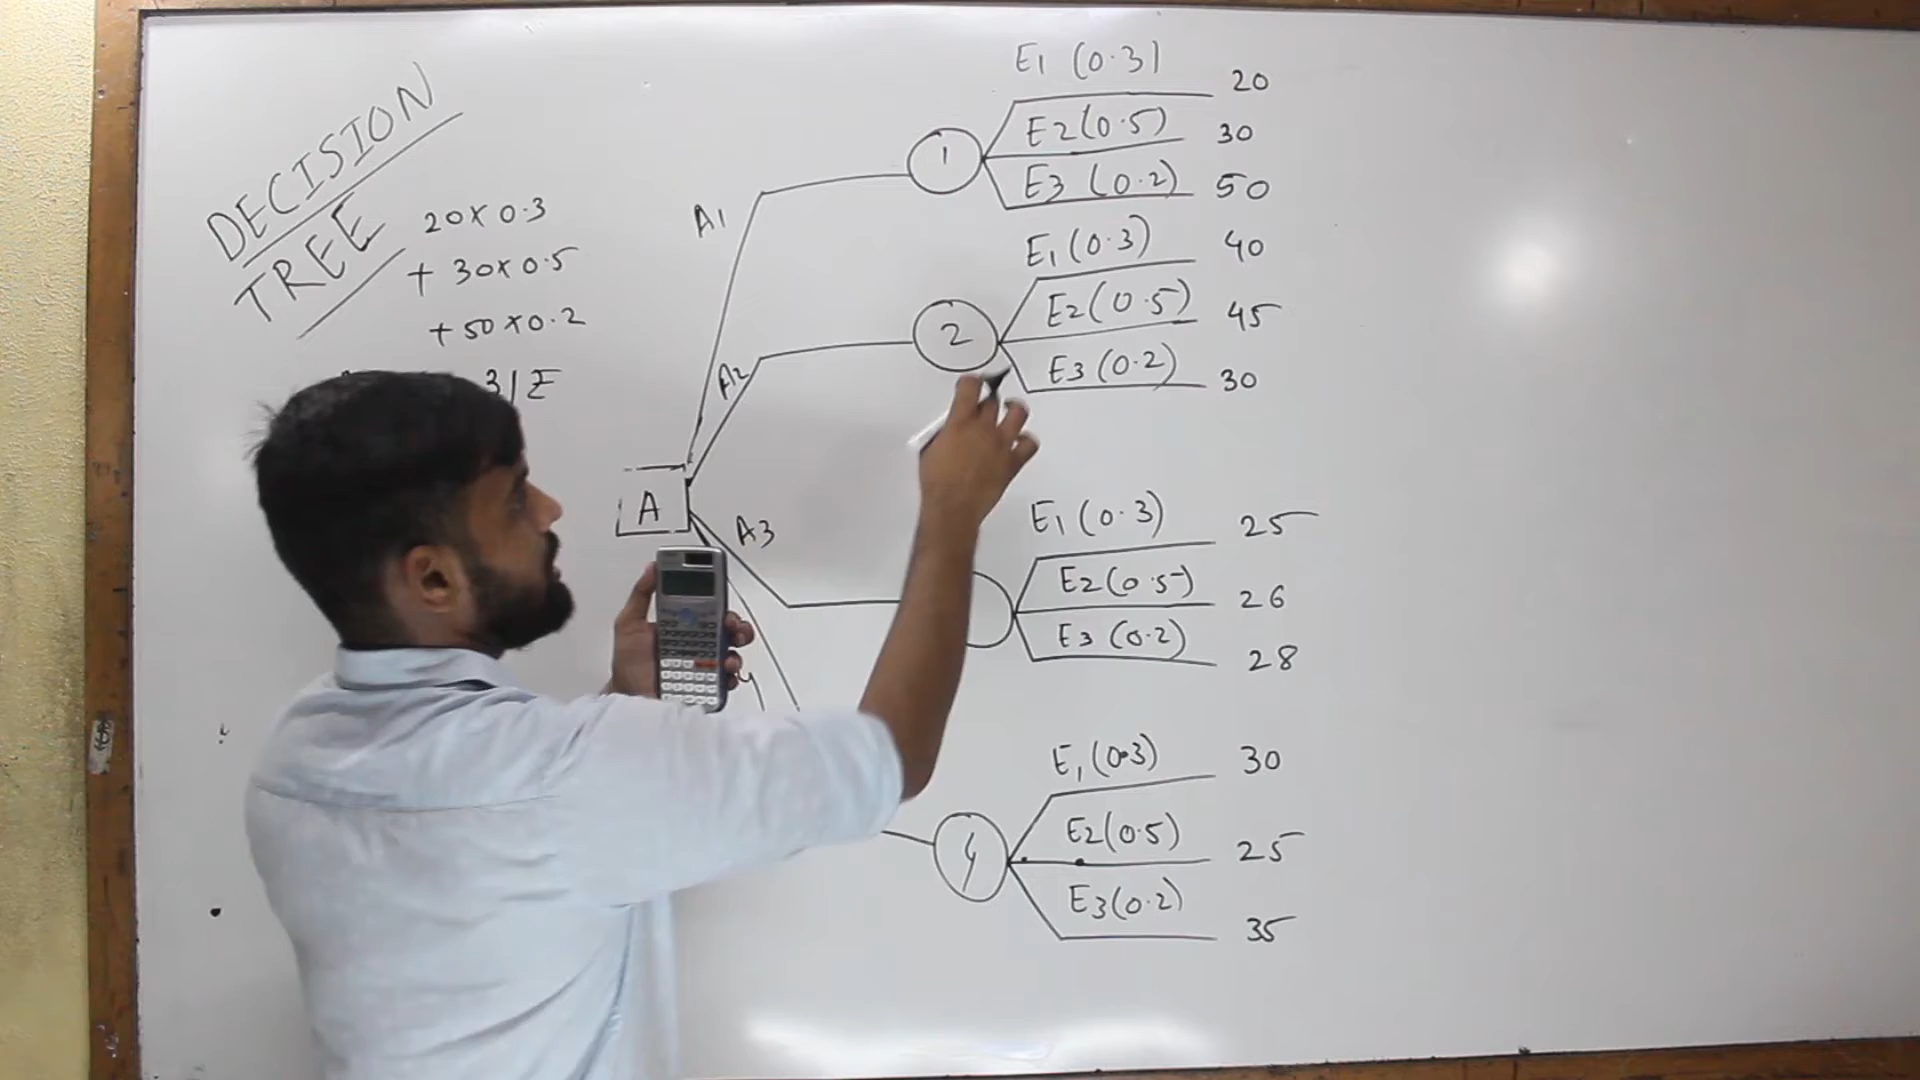 DECISION
TREE
20 x 0.3
+ 30 x 0.5
+ 50 x 0.2
31
A
A1
A2
A3
1
E1 (0.3) 20
E2 (0.5) 30
E3 (0.2) 50
2
E1 (0.3) 40
E2 (0.5) 45
E3 (0.2) 30
E1 (0.3) 25
E2 (0.5) 26
E3 (0.2) 28
4
E1 (0.3) 30
E2 (0.5) 25
E3 (0.2) 35